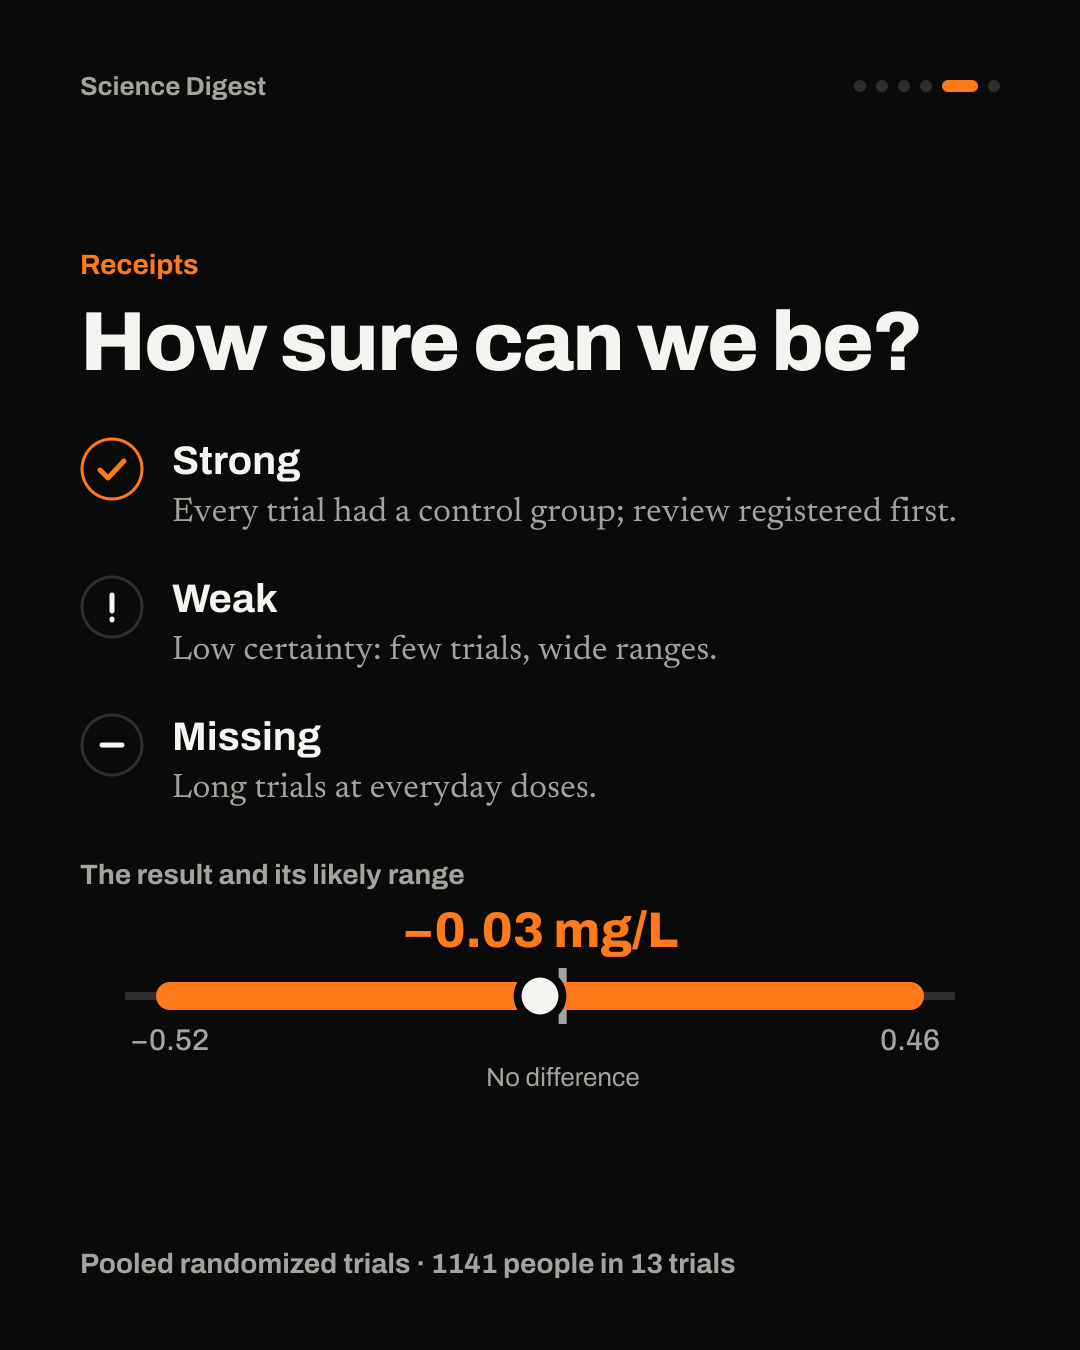 Science Digest
Receipts
How sure can we be?
Strong
Every trial had a control group; review registered first.
Weak
Low certainty: few trials, wide ranges.
Missing
Long trials at everyday doses.
The result and its likely range
−0.03 mg/L
−0.52
0.46
No difference
Pooled randomized trials · 1141 people in 13 trials